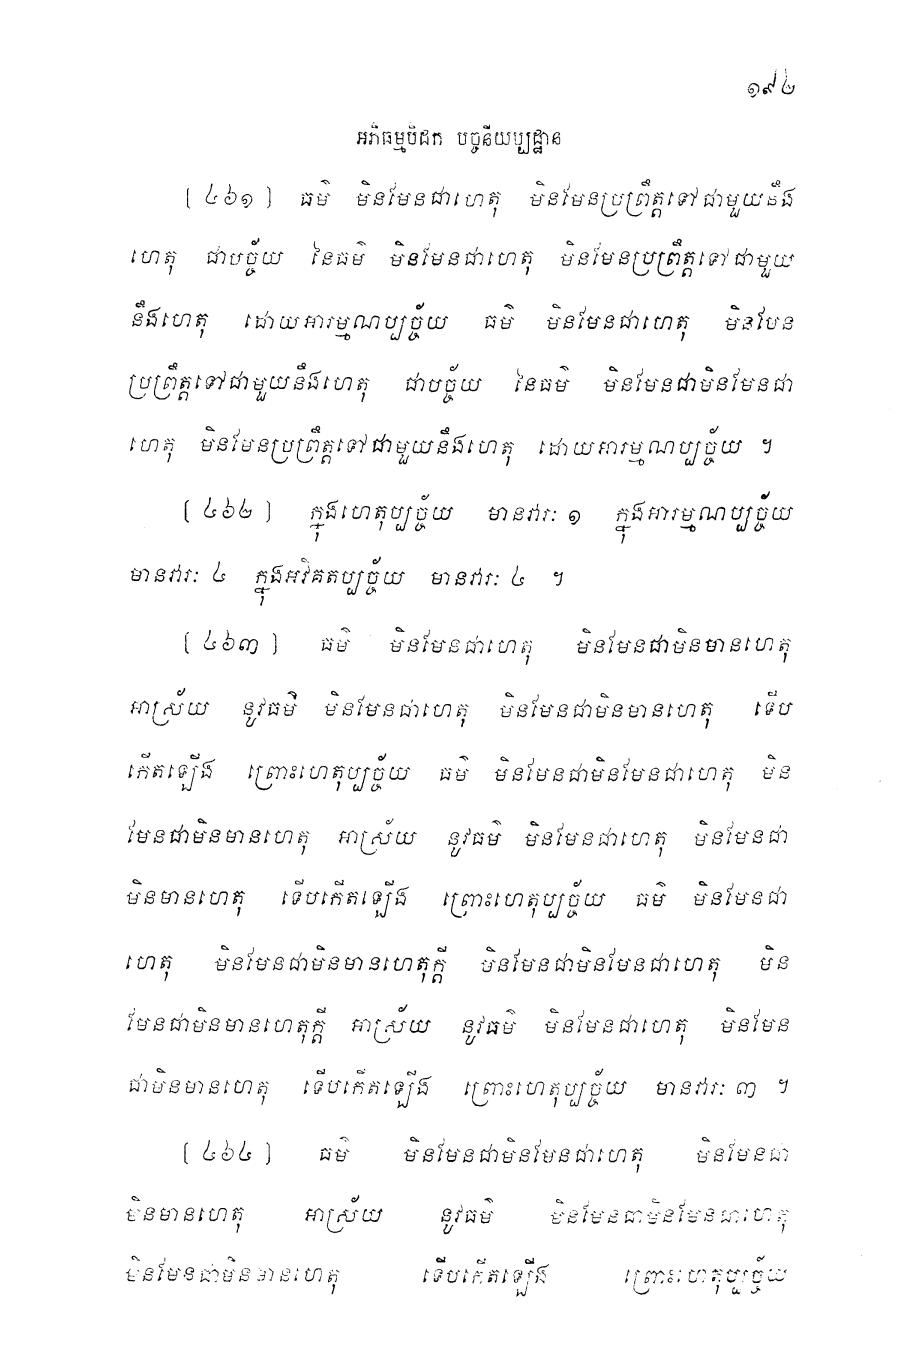 ១៩៤
អភិធម្មបិដក បច្ចនីយប្បដ្ឋាន
[ ៤៦១ ] ធម៌ មិនមែនជាហេតុ មិនមែនប្រព្រឹត្តទៅជាមួយនឹង
ហេតុ ជាបច្ច័យ នៃធម៌ មិនមែនជាហេតុ មិនមែនប្រព្រឹត្តទៅជាមួយ
នឹងហេតុ ដោយអារម្មណប្បច្ច័យ ធម៌ មិនមែនជាហេតុ មិនមែន
ប្រព្រឹត្តទៅជាមួយនឹងហេតុ ជាបច្ច័យ នៃធម៌ មិនមែនជាមិនមែនជា
ហេតុ មិនមែនប្រព្រឹត្តទៅជាមួយនឹងហេតុ ដោយអារម្មណប្បច្ច័យ ។
[ ៤៦២ ] ក្នុងហេតុប្បច្ច័យ មានវារៈ ១ ក្នុងអារម្មណប្បច្ច័យ
មានវារៈ ៤ ក្នុងអវិគតប្បច្ច័យ មានវារៈ ៤ ។
[ ៤៦៣ ] ធម៌ មិនមែនជាហេតុ មិនមែនជាមិនមានហេតុ
អាស្រ័យ នូវធម៌ មិនមែនជាហេតុ មិនមែនជាមិនមានហេតុ ទើប
កើតឡើង ព្រោះហេតុប្បច្ច័យ ធម៌ មិនមែនជាមិនមែនជាហេតុ មិន
មែនជាមិនមានហេតុ អាស្រ័យ នូវធម៌ មិនមែនជាហេតុ មិនមែនជា
មិនមានហេតុ ទើបកើតឡើង ព្រោះហេតុប្បច្ច័យ ធម៌ មិនមែនជា
ហេតុ មិនមែនជាមិនមានហេតុក្តី មិនមែនជាមិនមែនជាហេតុ មិន
មែនជាមិនមានហេតុក្តី អាស្រ័យ នូវធម៌ មិនមែនជាហេតុ មិនមែន
ជាមិនមានហេតុ ទើបកើតឡើង ព្រោះហេតុប្បច្ច័យ មានវារៈ ៣ ។
[ ៤៦៤ ] ធម៌ មិនមែនជាមិនមែនជាហេតុ មិនមែនជា
មិនមានហេតុ អាស្រ័យ នូវធម៌ មិនមែនជាមិនមែនជាហេតុ
មិនមែនជាមិនមានហេតុ ទើបកើតឡើង ព្រោះហេតុប្បច្ច័យ